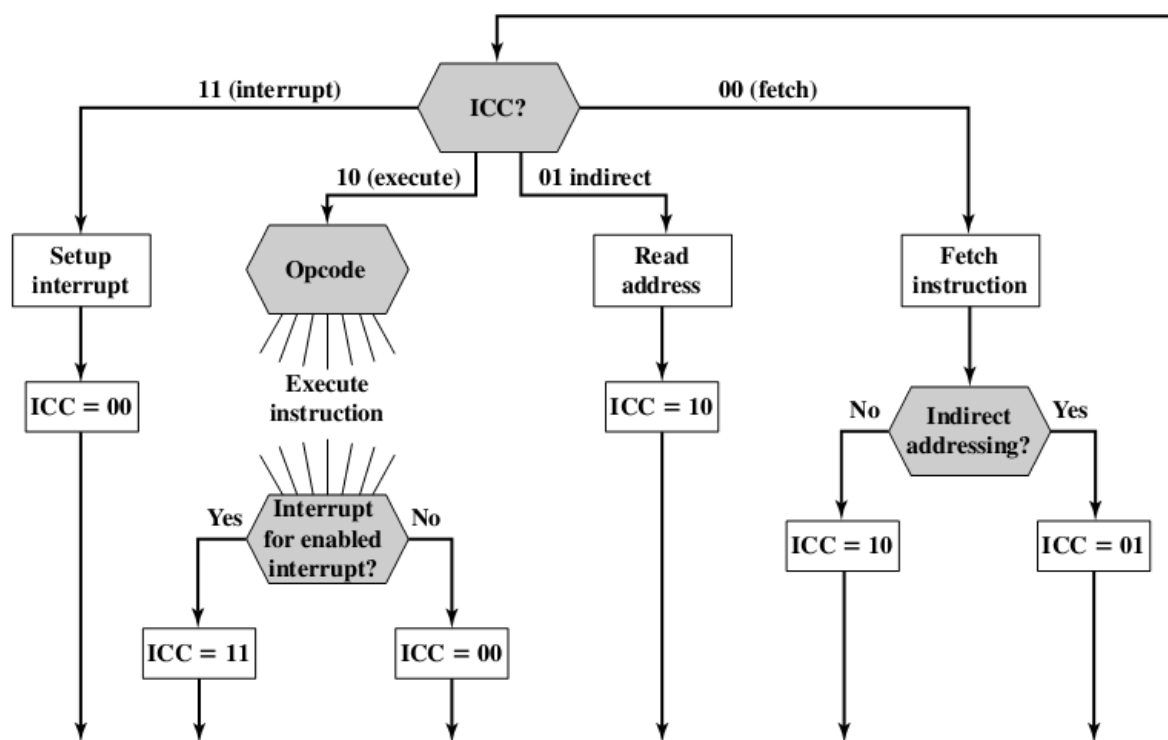 11 (interrupt)
ICC?
00 (fetch)
10 (execute)
01 indirect
Setup
interrupt
Opcode
Read
address
Fetch
instruction
ICC = 00
Execute
instruction
ICC = 10
No
Indirect
addressing?
Yes
Yes
Interrupt
for enabled
interrupt?
No
ICC = 10
ICC = 01
ICC = 11
ICC = 00